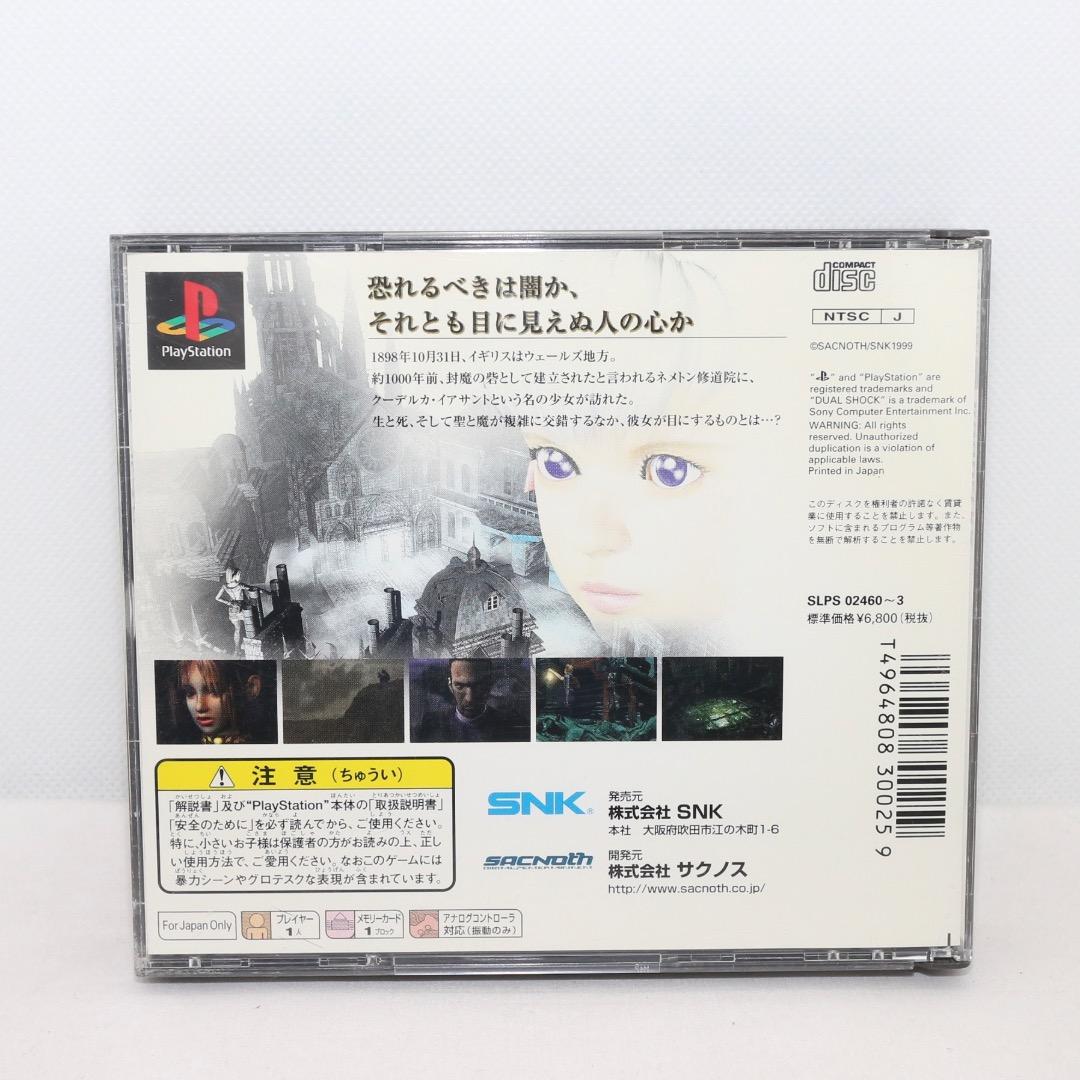 PlayStation
恐れるべきは闇か、
それとも目に見えぬ人の心か
1898年10月31日、イギリスはウェールズ地方。
約1000年前、封魔の砦として建立されたと言われるネメトン修道院に、
クーデルカ・イアサントという名の少女が訪れた。
生と死、そして聖と魔が複雑に交錯するなか、彼女が目にするものとは…?
COMPACT
disc
NTSC J
©SACNOTH/SNK1999
" " and "PlayStation" are
registered trademarks and
"DUAL SHOCK" is a trademark of
Sony Computer Entertainment Inc.
WARNING: All rights
reserved. Unauthorized
duplication is a violation of
applicable laws.
Printed in Japan
このディスクを権利者の許諾なく賃貸
業に使用することを禁止します。また、
ソフトに含まれるプログラム等著作物
を無断で解析することを禁止します。
SLPS 02460~3
標準価格¥6,800(税抜)
T4964808 30025 9
注意(ちゅうい)
「解説書」及び"PlayStation"本体の「取扱説明書」
「安全のために」を必ず読んでから、ご使用ください。
特に、小さいお子様は保護者の方がお読みの上、正し
い使用方法で、ご愛用ください。なおこのゲームには
暴力シーンやグロテスクな表現が含まれています。
SNK
発売元
株式会社 SNK
本社 大阪府吹田市江の木町1-6
SACNOTH
開発元
株式会社 サクノス
http://www.sacnoth.co.jp/
For Japan Only
プレイヤー
1人
メモリーカード
1ブロック
アナログコントローラ
対応(振動のみ)